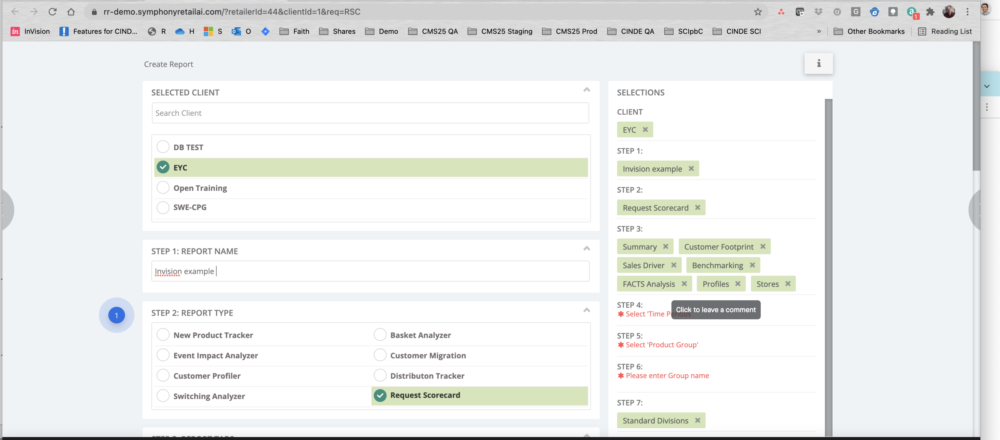 rr-demo.symphonyretailai.com/?retailerId=44&clientId=1&req=RSC
1
InVision
Features for CIND...
R
H
S
O
Faith
Shares
Demo
CMS25 QA
CMS25 Staging
CMS25 Prod
CINDE QA
SCIpbC
CINDE SCI
»
Other Bookmarks
Reading List
Create Report
i
SELECTED CLIENT
Search Client
DB TEST
EYC
Open Training
SWE-CPG
STEP 1: REPORT NAME
Invision example
1
STEP 2: REPORT TYPE
New Product Tracker
Basket Analyzer
Event Impact Analyzer
Customer Migration
Customer Profiler
Distributon Tracker
Switching Analyzer
Request Scorecard
SELECTIONS
CLIENT
EYC ✖
STEP 1:
Invision example ✖
STEP 2:
Request Scorecard ✖
STEP 3:
Summary ✖ Customer Footprint ✖
Sales Driver ✖ Benchmarking ✖
FACTS Analysis ✖ Profiles ✖ Stores ✖
STEP 4:
✱ Select 'Time Periods'
Click to leave a comment
STEP 5:
✱ Select 'Product Group'
STEP 6:
✱ Please enter Group name
STEP 7:
Standard Divisions ✖